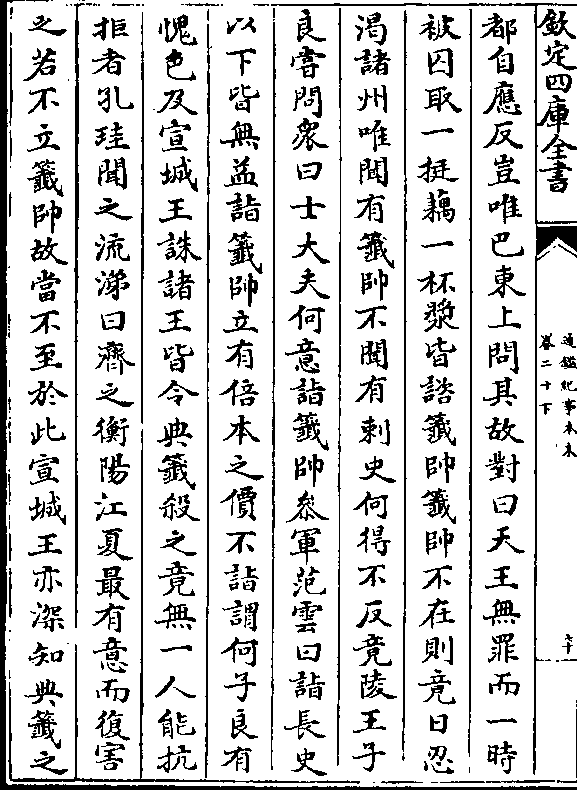 欽定四庫全書
通鑑紀事本末
卷二十下
七十
都自應反豈唯巴東上問其故對曰天王無罪而一時
被囚取一挺藕一杯漿皆諮籤帥籤帥不在則竟日忍
渴諸州唯聞有籤帥不聞有刺史何得不反竟陵王子
良嘗問衆曰士大夫何意詣籤帥參軍范雲曰詣長史
以下皆無益詣籤帥立有倍本之價不詣謂何子良有
愧色及宣城王誅諸王皆令典籤殺之竟無一人能抗
拒者孔珪聞之流涕曰齊之衡陽江夏最有意而復害
之若不立籤帥故當不至於此宣城王亦深知典籤之